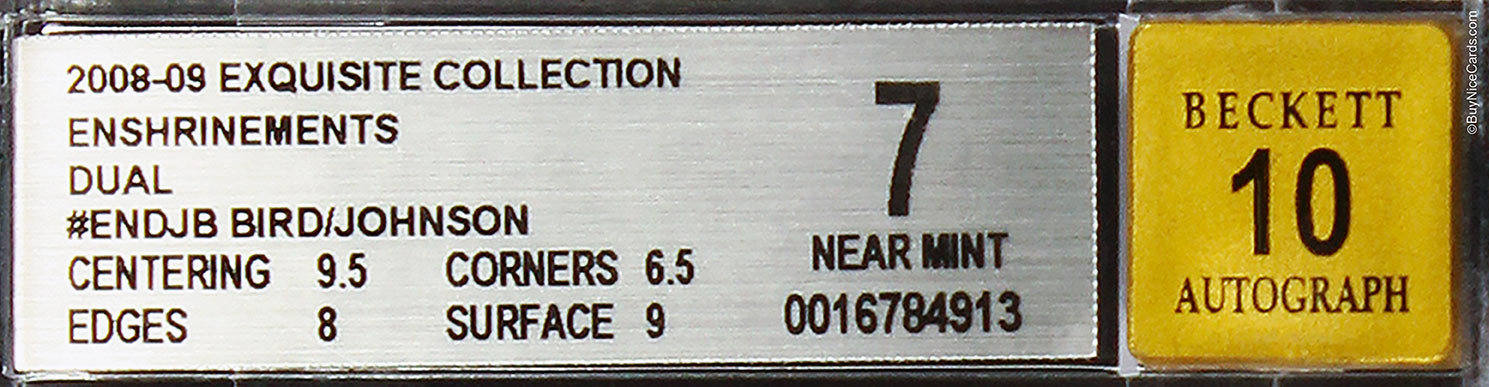 2008-09 EXQUISITE COLLECTION
ENSHRINEMENTS
DUAL
#ENDJB BIRD/JOHNSON
CENTERING 9.5 CORNERS 6.5
EDGES 8 SURFACE 9
7
NEAR MINT
0016784913
BECKETT
10
AUTOGRAPH
©BuyNiceCards.com